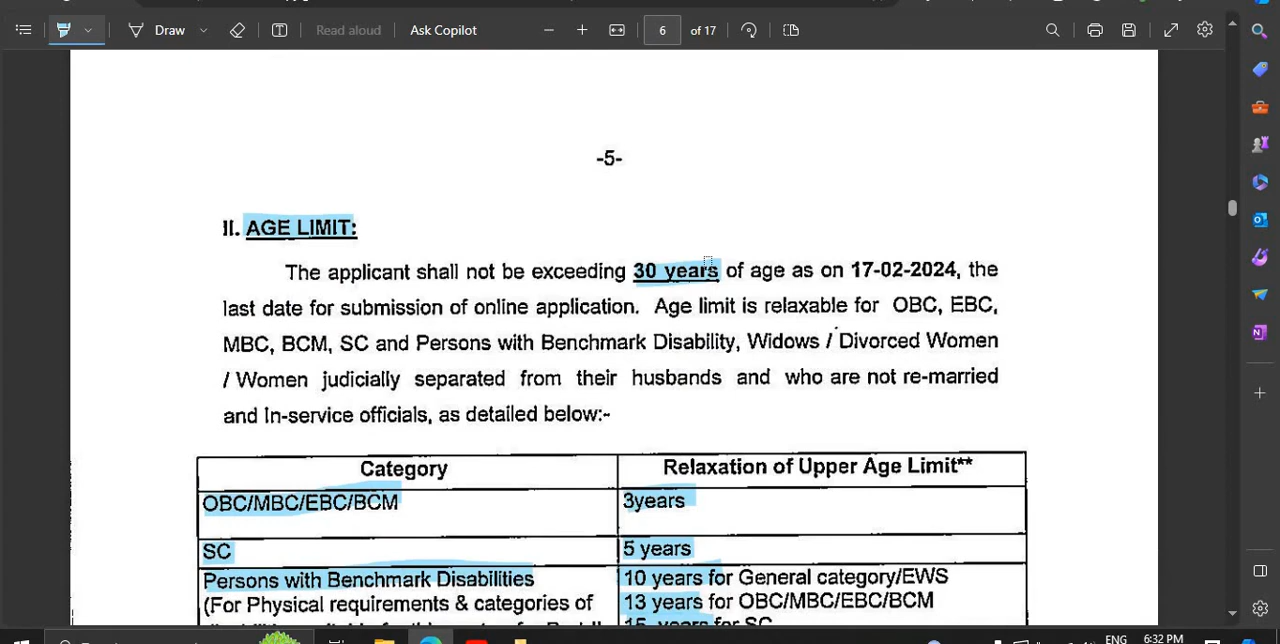 Draw
Read aloud
Ask Copilot
6
of 17
-5-
II. AGE LIMIT:
The applicant shall not be exceeding 30 years of age as on 17-02-2024, the
last date for submission of online application. Age limit is relaxable for OBC, EBC,
MBC, BCM, SC and Persons with Benchmark Disability, Widows / Divorced Women
/ Women judicially separated from their husbands and who are not re-married
and In-service officials, as detailed below:-
Category
Relaxation of Upper Age Limit**
OBC/MBC/EBC/BCM
3years
SC
5 years
Persons with Benchmark Disabilities
10 years for General category/EWS
(For Physical requirements & categories of
13 years for OBC/MBC/EBC/BCM
15 years for SC
ENG
6:32 PM